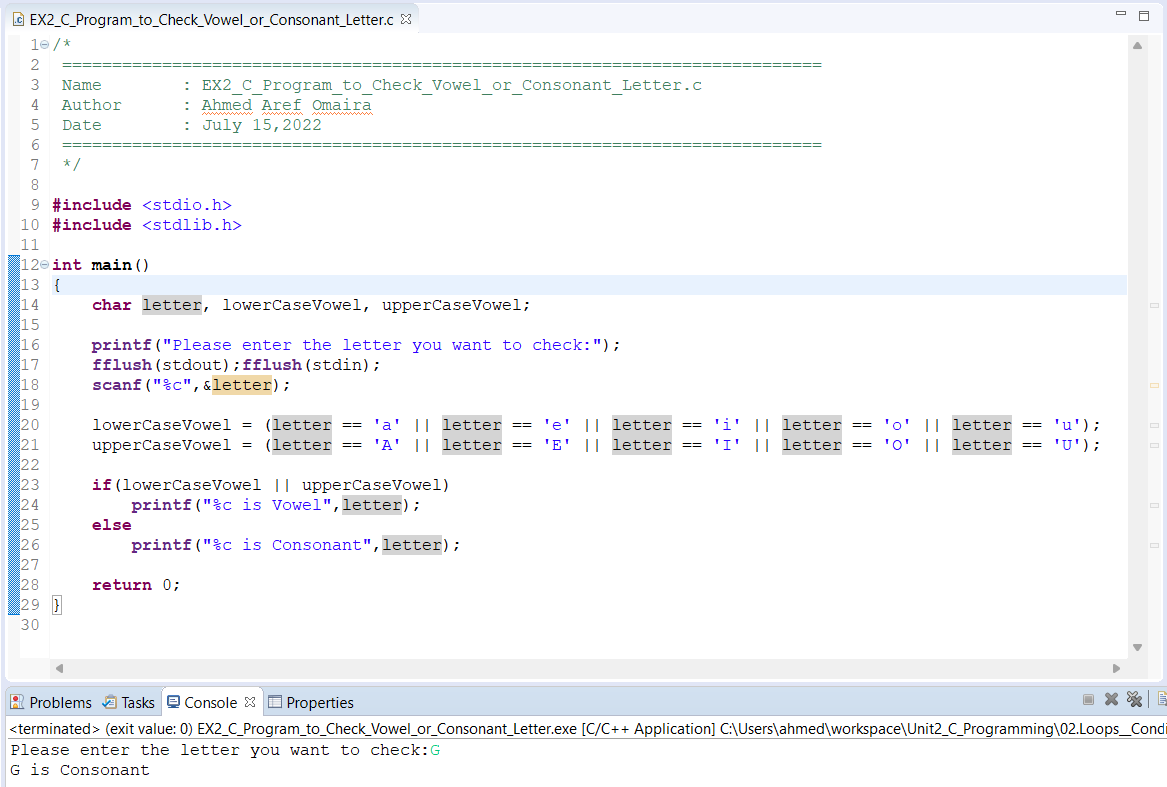 EX2_C_Program_to_Check_Vowel_or_Consonant_Letter.c
1 /*
2 ============================================================================
3 Name        : EX2_C_Program_to_Check_Vowel_or_Consonant_Letter.c
4 Author      : Ahmed Aref Omaira
5 Date        : July 15,2022
6 ============================================================================
7 */
8
9 #include <stdio.h>
10 #include <stdlib.h>
11
12 int main()
13 {
14     char letter, lowerCaseVowel, upperCaseVowel;
15
16     printf("Please enter the letter you want to check:");
17     fflush(stdout);fflush(stdin);
18     scanf("%c",&letter);
19
20     lowerCaseVowel = (letter == 'a' || letter == 'e' || letter == 'i' || letter == 'o' || letter == 'u');
21     upperCaseVowel = (letter == 'A' || letter == 'E' || letter == 'I' || letter == 'O' || letter == 'U');
22
23     if(lowerCaseVowel || upperCaseVowel)
24         printf("%c is Vowel",letter);
25     else
26         printf("%c is Consonant",letter);
27
28     return 0;
29 }
30
Problems Tasks Console Properties
<terminated> (exit value: 0) EX2_C_Program_to_Check_Vowel_or_Consonant_Letter.exe [C/C++ Application] C:\Users\ahmed\workspace\Unit2_C_Programming\02.Loops__Condi
Please enter the letter you want to check:G
G is Consonant